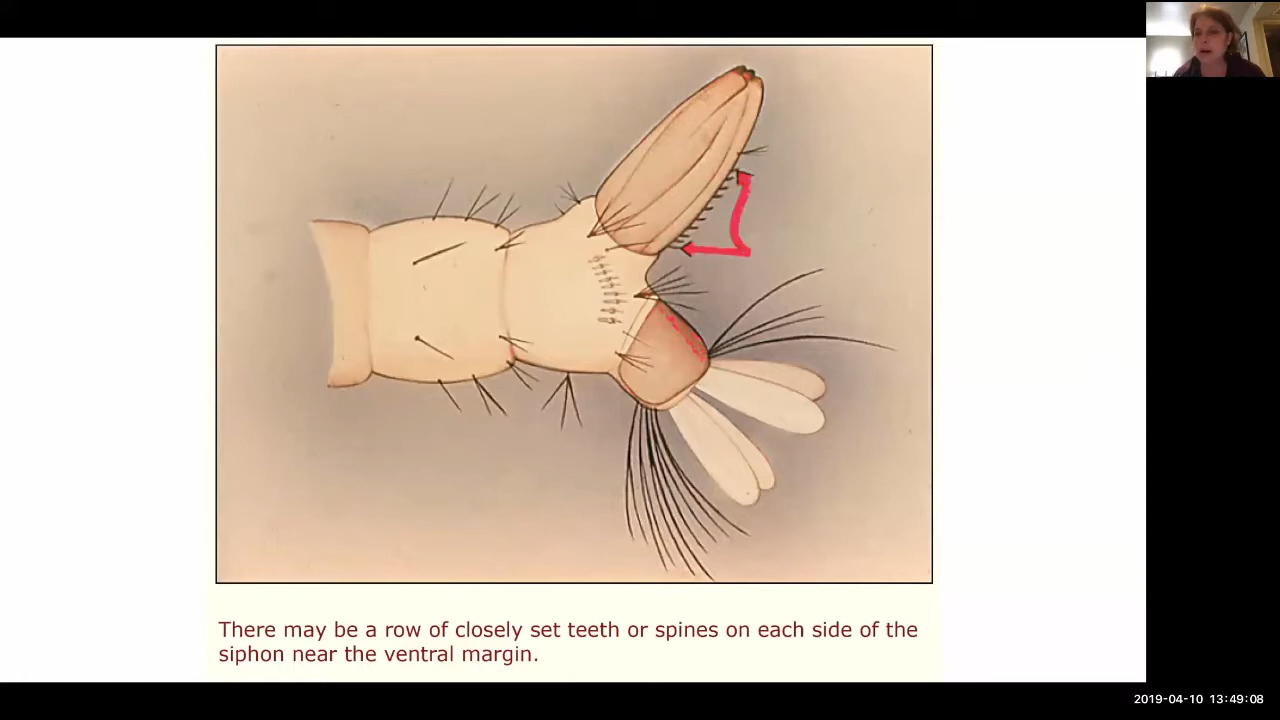 There may be a row of closely set teeth or spines on each side of the
siphon near the ventral margin.
2019-04-10 13:49:08